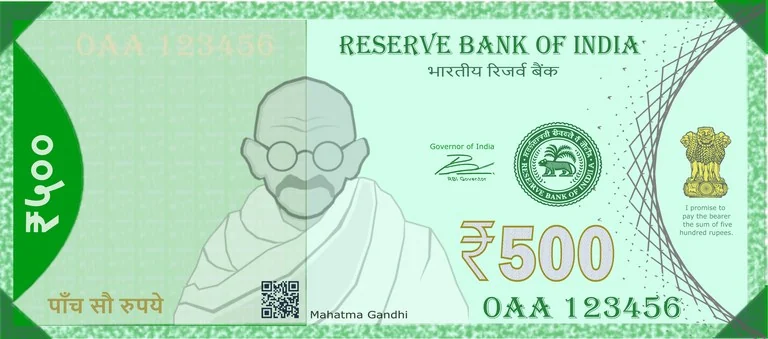 OAA 123456
RESERVE BANK OF INDIA
भारतीय रिजर्व बैंक
₹५००
Governor of India
RBI Governor
RESERVE BANK OF INDIA
I promise to
pay the bearer
the sum of five
hundred rupees.
₹500
पाँच सौ रुपये
Mahatma Gandhi
OAA 123456